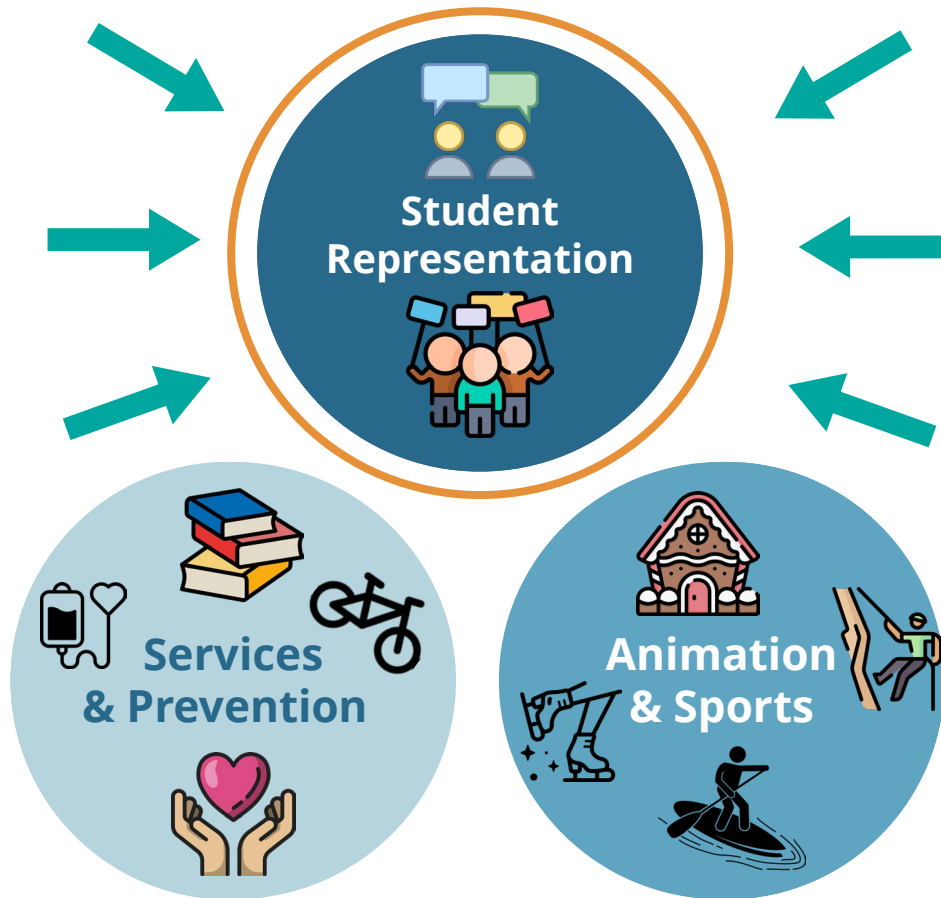 Student
Representation
Services
& Prevention
Animation
& Sports